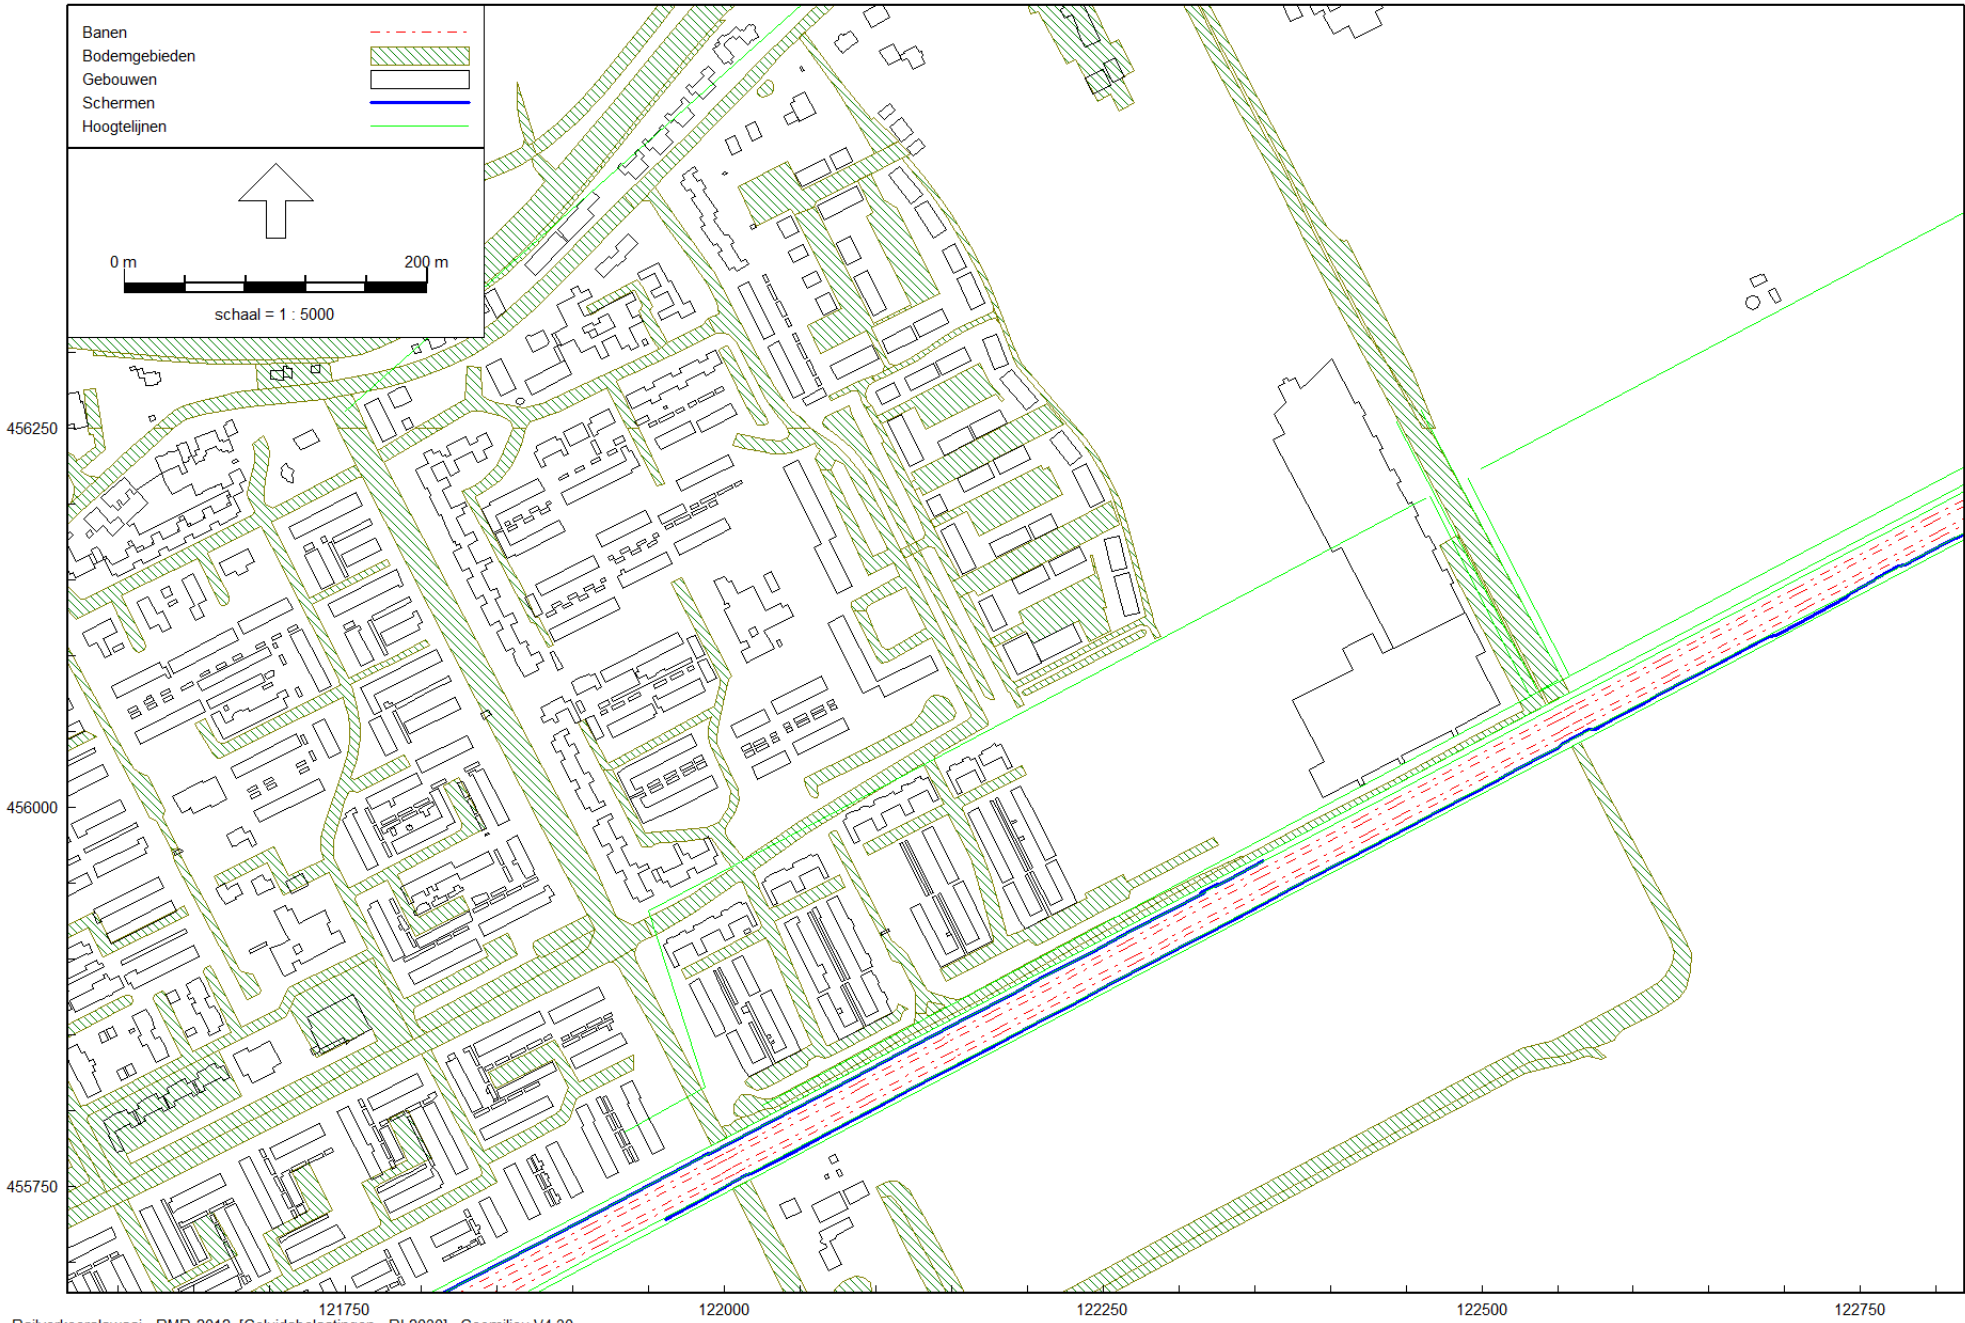 Banen
Bodemgebieden
Gebouwen
Schermen
Hoogtelijnen
0 m 200 m
schaal = 1 : 5000
456250
456000
455750
121750 122000 122250 122500 122750